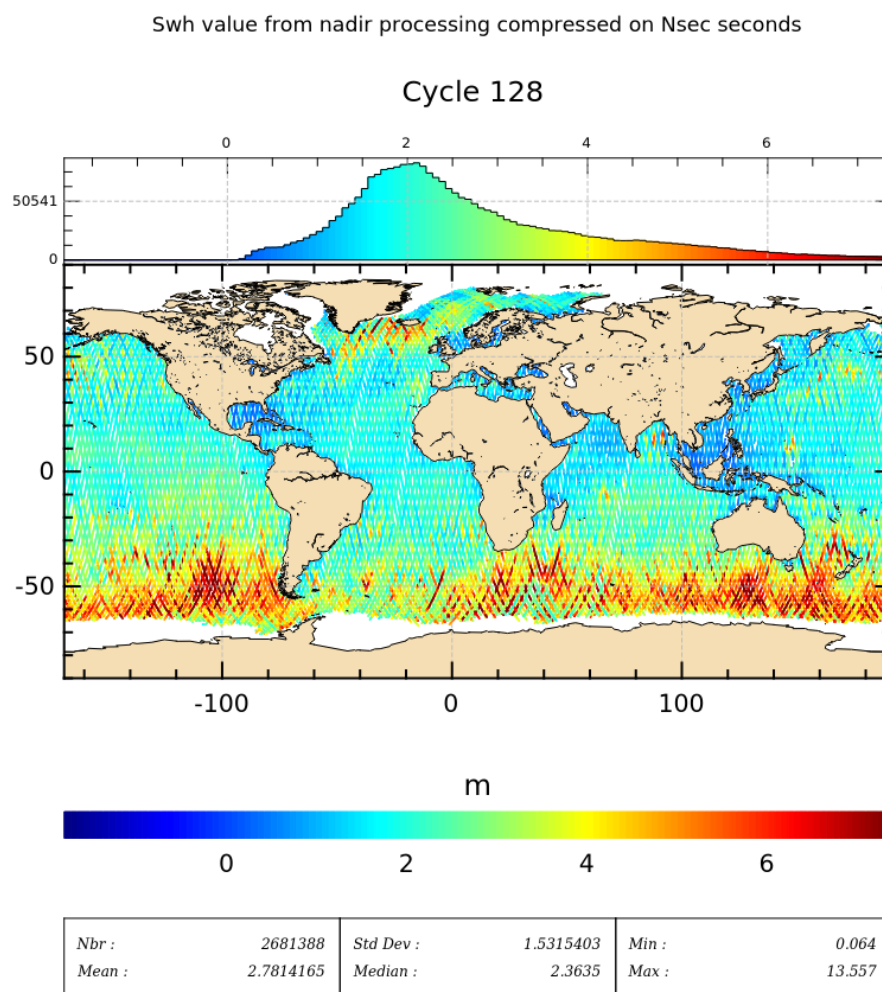 Swh value from nadir processing compressed on Nsec seconds
Cycle 128
0 2 4 6
50541
0
50
0
-50
-100 0 100
m
0 2 4 6
Nbr : 2681388 Std Dev : 1.5315403 Min : 0.064
Mean : 2.7814165 Median : 2.3635 Max : 13.557